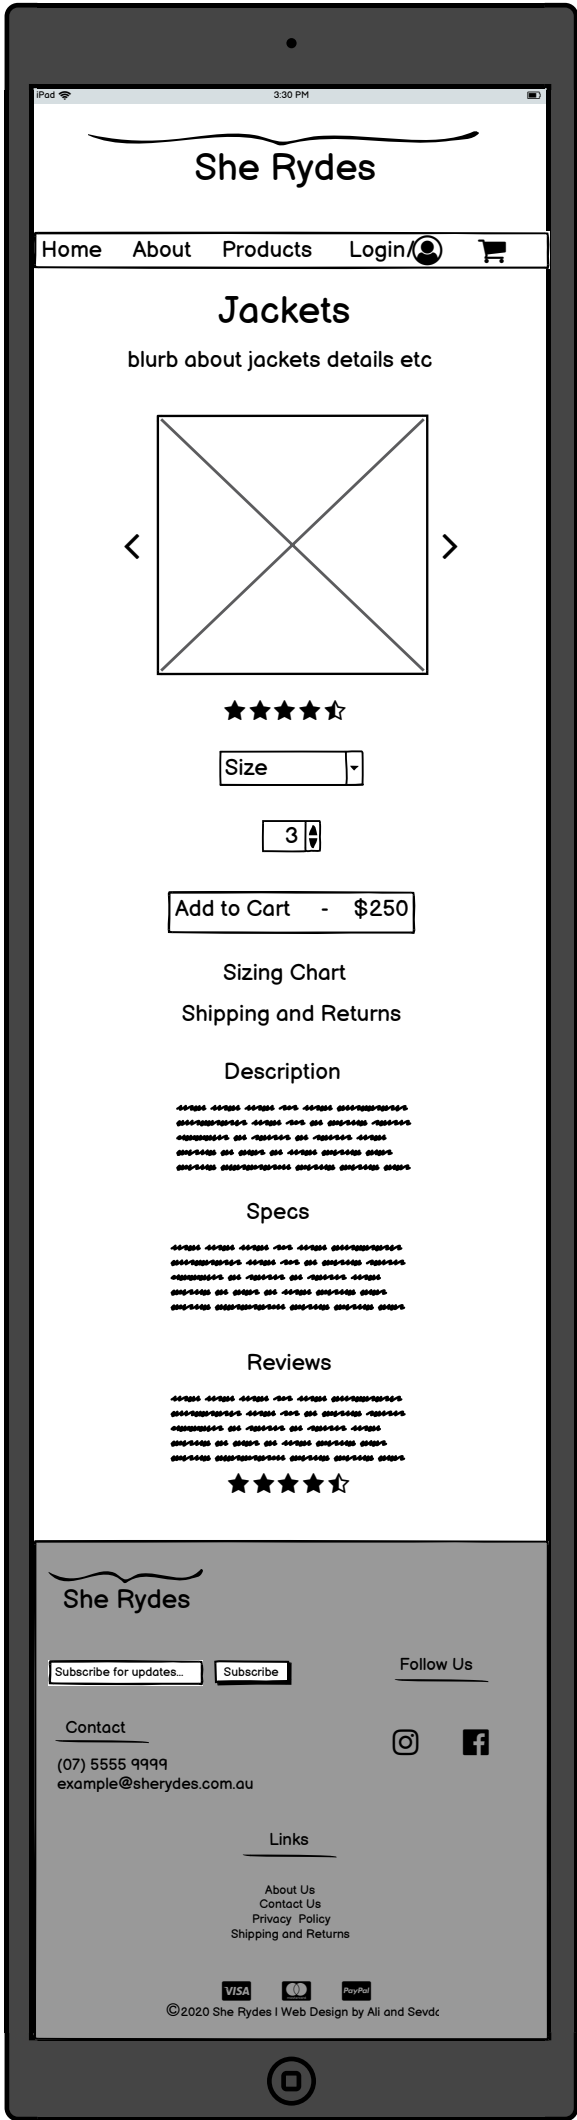 iPad 3:30 PM
She Rydes
Home About Products Login/
Jackets
blurb about jackets details etc
Size
3
Add to Cart - $250
Sizing Chart
Shipping and Returns
Description
Specs
Reviews
She Rydes
Subscribe for updates... Subscribe
Follow Us
Contact
(07) 5555 9999
example@sherydes.com.au
Links
About Us
Contact Us
Privacy Policy
Shipping and Returns
VISA PayPal
©2020 She Rydes | Web Design by Ali and Sevdc